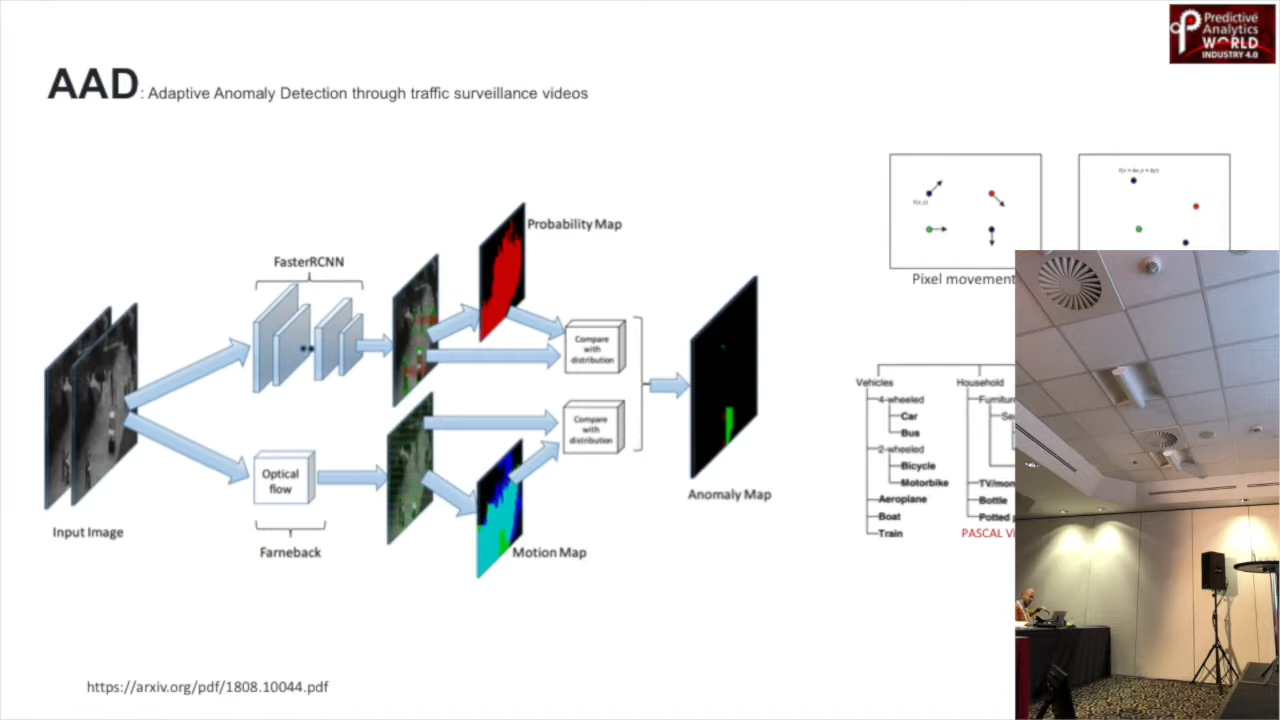 Predictive
Analytics
WORLD
INDUSTRY 4.0
AAD: Adaptive Anomaly Detection through traffic surveillance videos
Probability Map
FasterRCNN
Compare
with
distribution
Compare
with
distribution
Optical
flow
Input Image
Farneback
Motion Map
Anomaly Map
Pixel movement
Vehicles
4-wheeled
Car
Bus
2-wheeled
Bicycle
Motorbike
Aeroplane
Boat
Train
Household
Bottle
Potted
PASCAL
https://arxiv.org/pdf/1808.10044.pdf